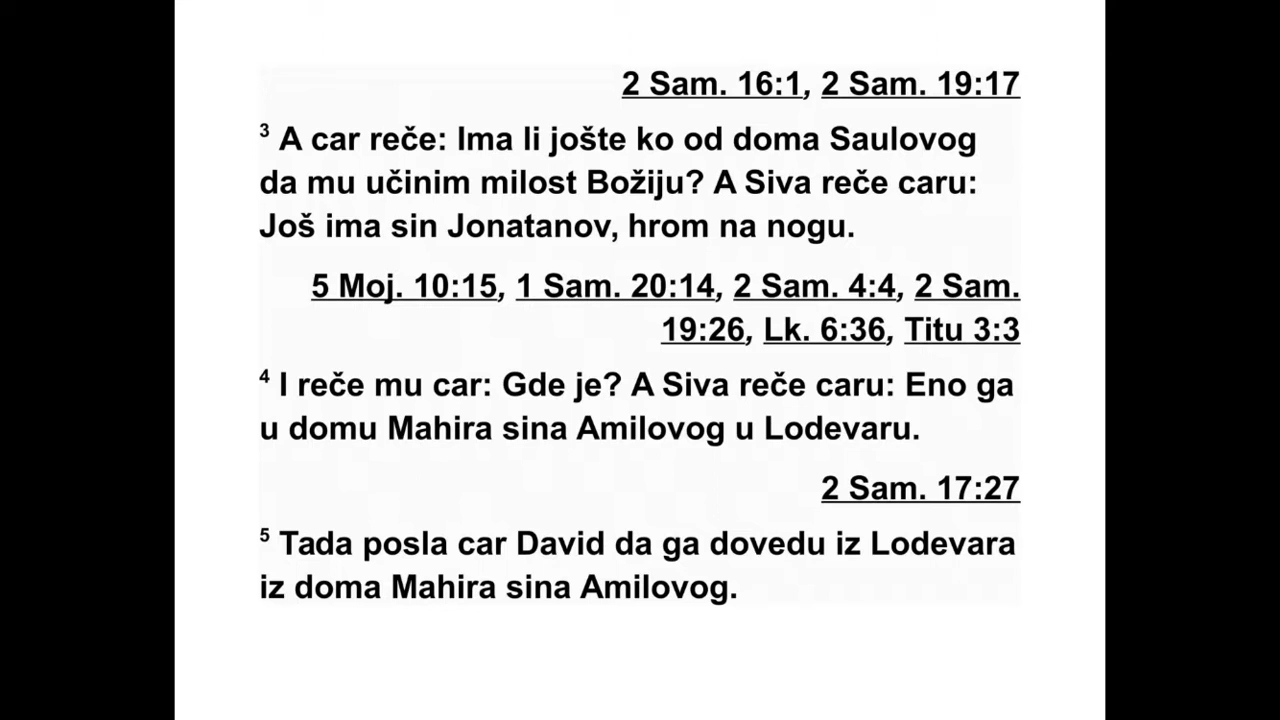 2 Sam. 16:1, 2 Sam. 19:17
3 A car reče: Ima li jošte ko od doma Saulovog
da mu učinim milost Božiju? A Siva reče caru:
Još ima sin Jonatanov, hrom na nogu.
5 Moj. 10:15, 1 Sam. 20:14, 2 Sam. 4:4, 2 Sam.
19:26, Lk. 6:36, Titu 3:3
4 I reče mu car: Gde je? A Siva reče caru: Eno ga
u domu Mahira sina Amilovog u Lodevaru.
2 Sam. 17:27
5 Tada posla car David da ga dovedu iz Lodevara
iz doma Mahira sina Amilovog.